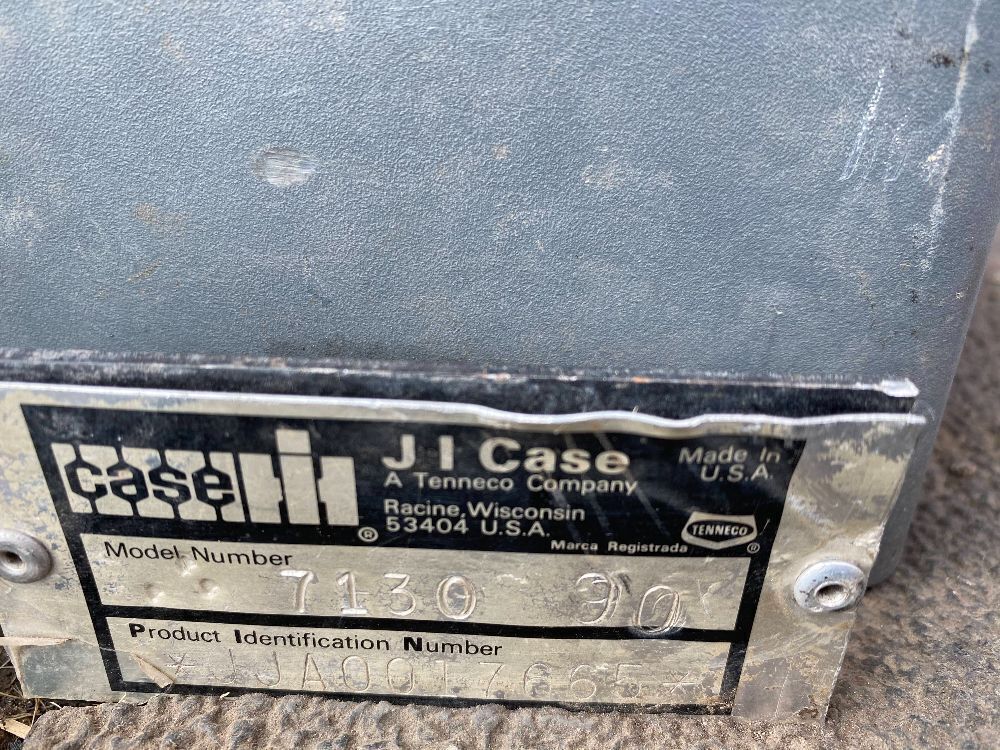 case IH ®
J I Case
A Tenneco Company
Racine, Wisconsin
53404 U.S.A.
Made In
U.S.A.
TENNECO ®
Marca Registrada
Model Number
7130 90
Product Identification Number
*JJA0017665*